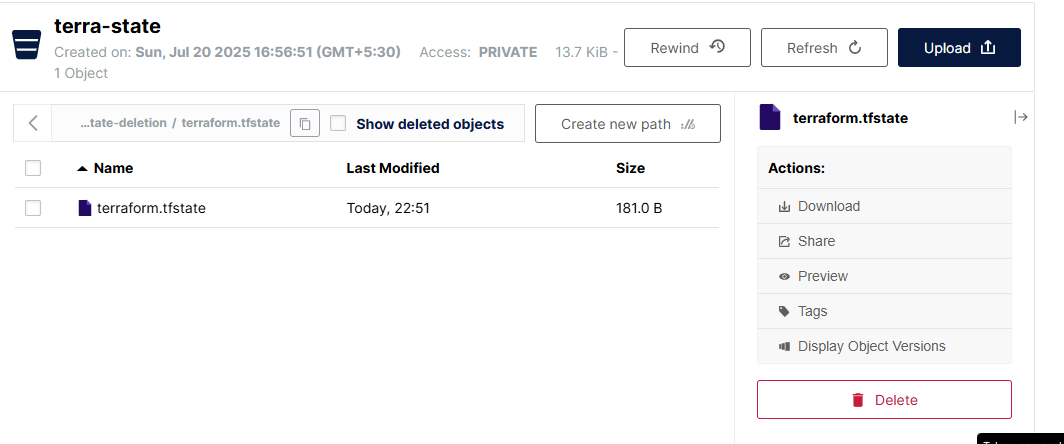 terra-state
Created on: Sun, Jul 20 2025 16:56:51 (GMT+5:30) Access: PRIVATE 13.7 KiB -
1 Object
Rewind
Refresh
Upload
...tate-deletion / terraform.tfstate
Show deleted objects
Create new path
Name Last Modified Size
terraform.tfstate Today, 22:51 181.0 B
terraform.tfstate
Actions:
Download
Share
Preview
Tags
Display Object Versions
Delete